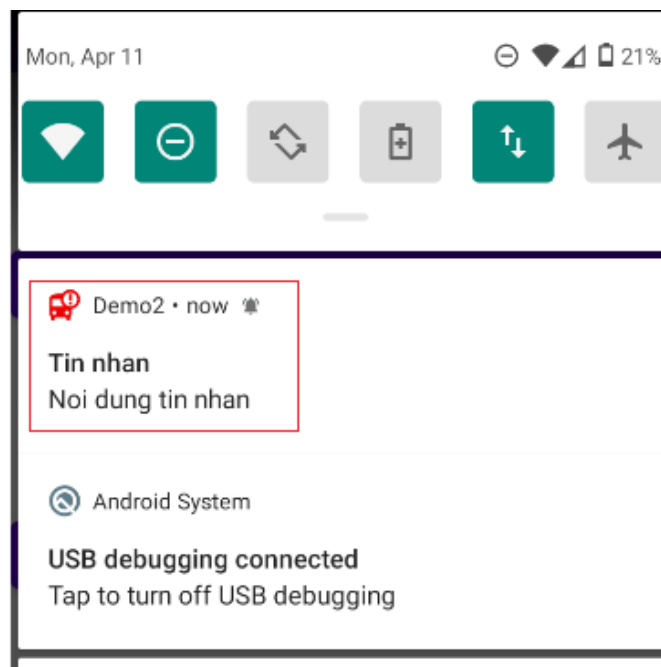 Mon, Apr 11
21%
Demo2 • now
Tin nhan
Noi dung tin nhan
Android System
USB debugging connected
Tap to turn off USB debugging